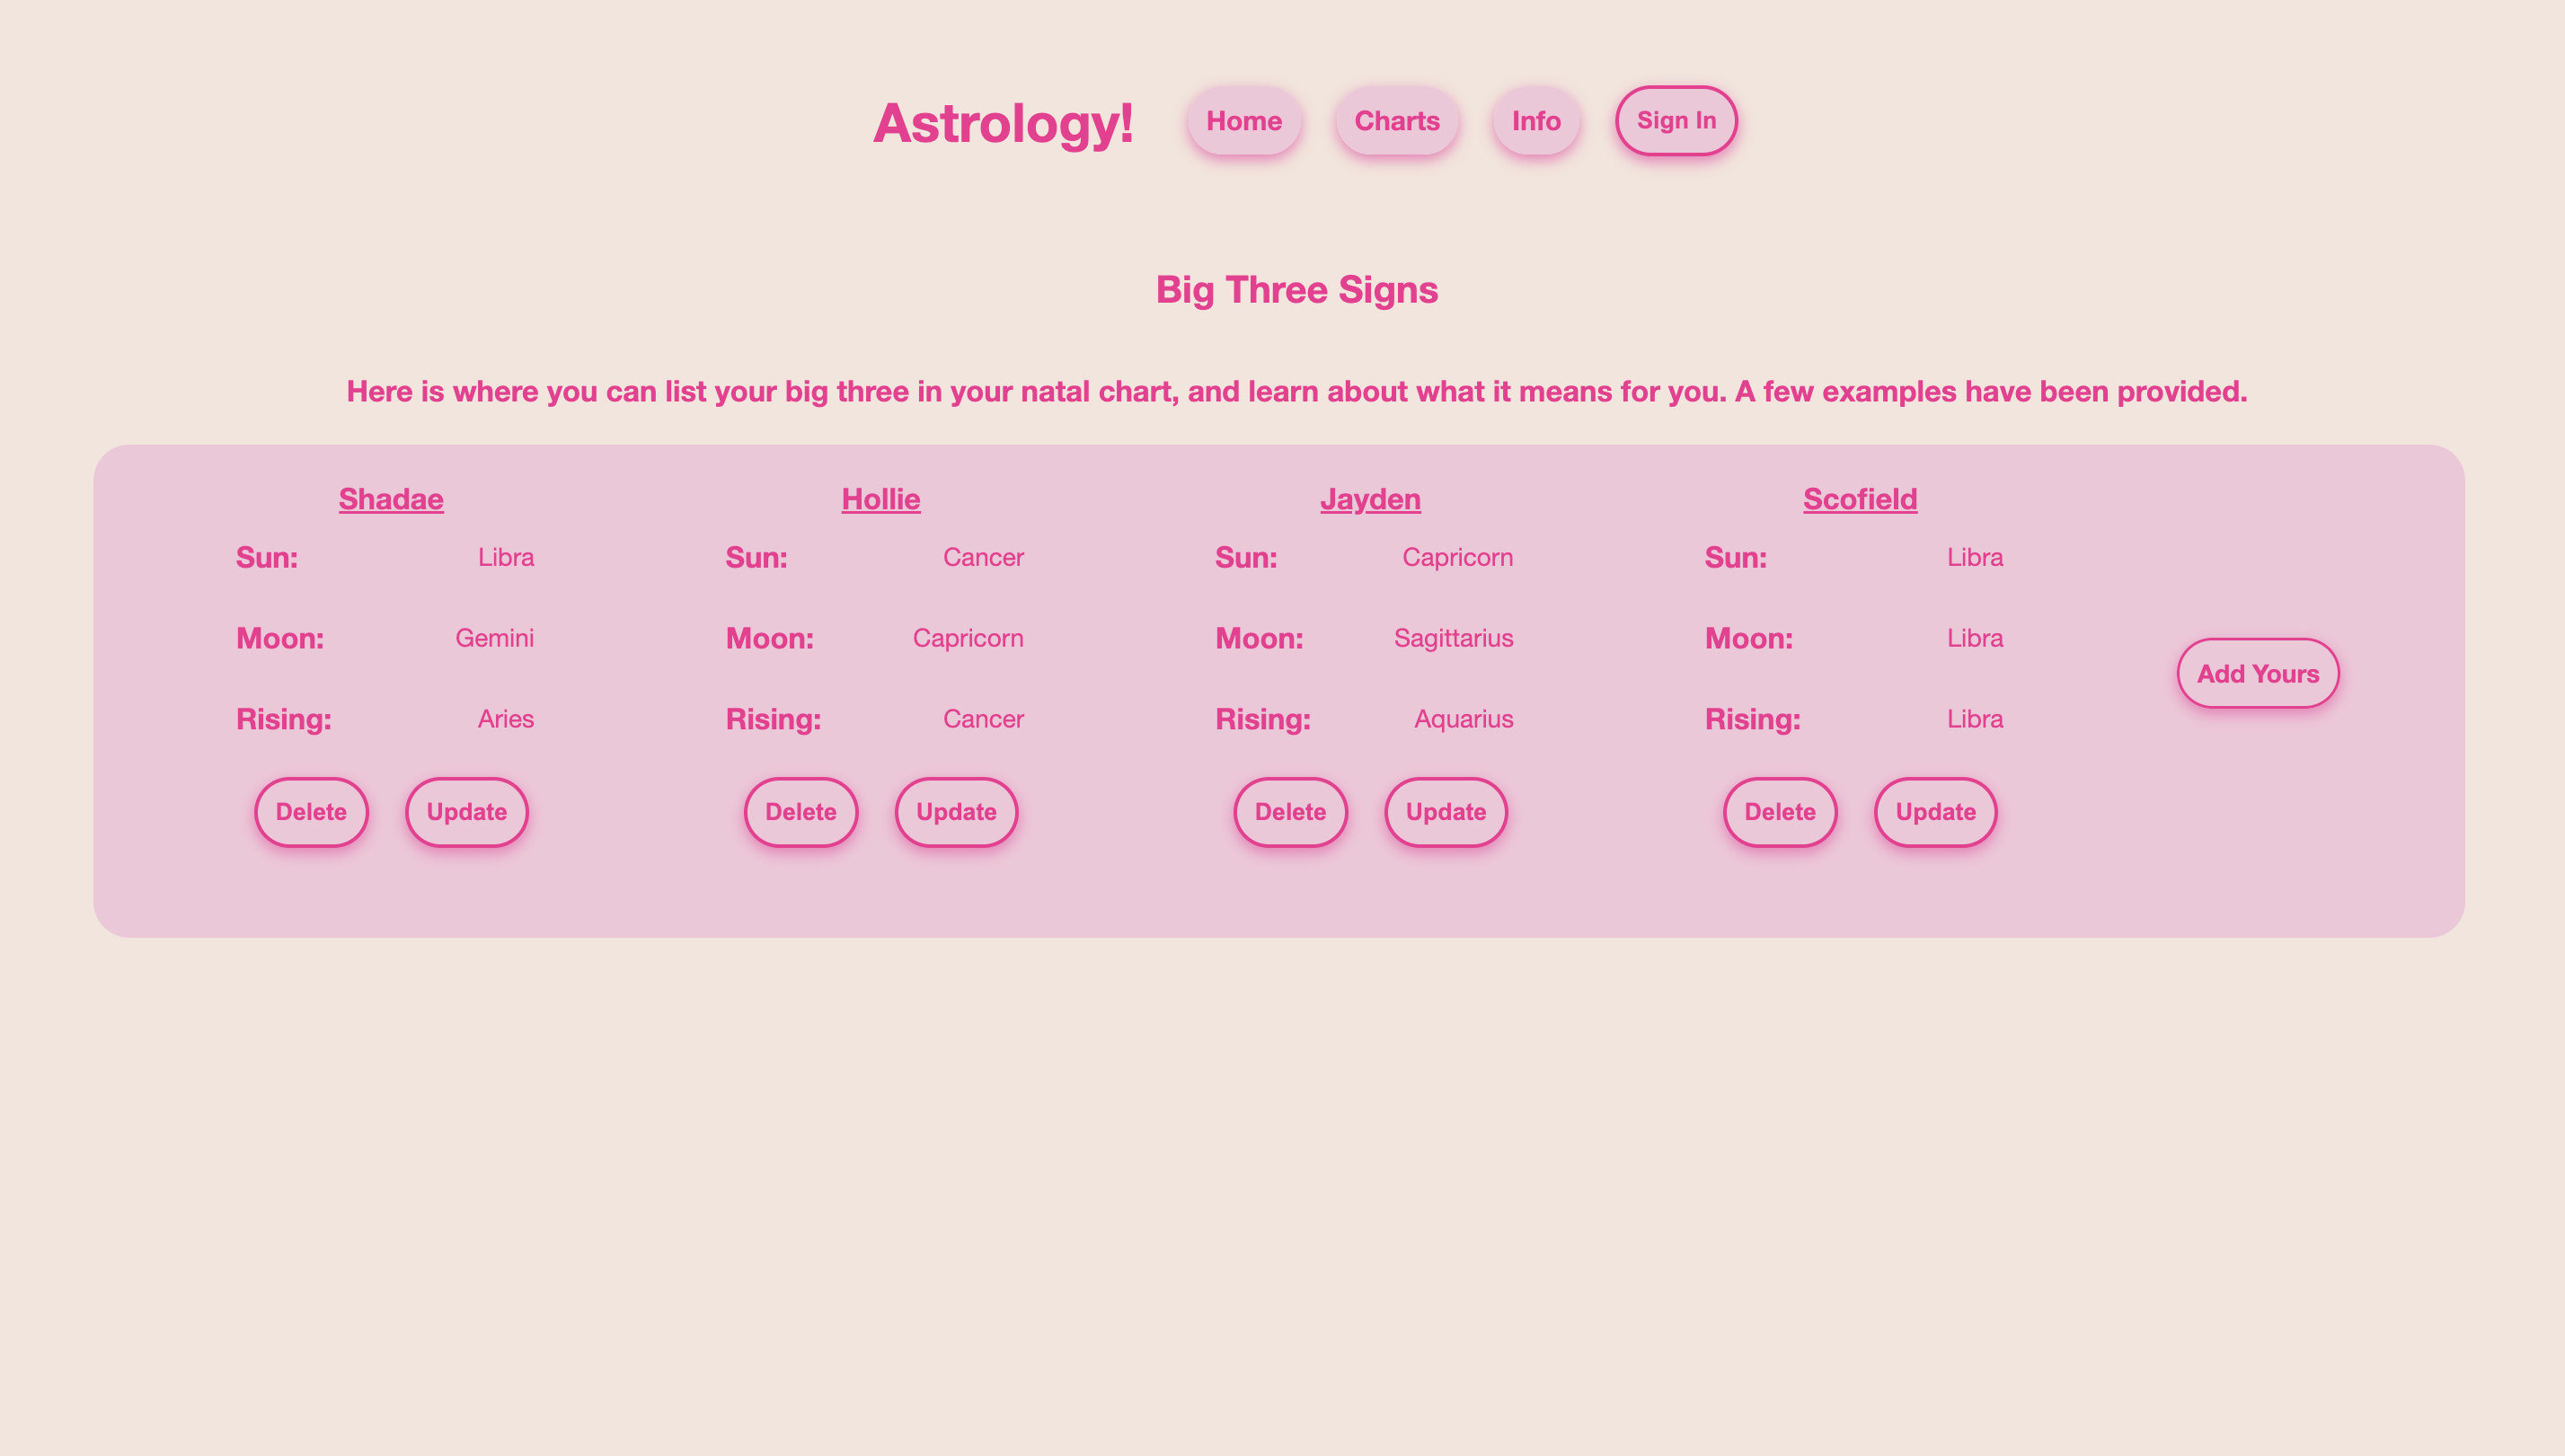 Astrology! Home Charts Info Sign In
Big Three Signs
Here is where you can list your big three in your natal chart, and learn about what it means for you. A few examples have been provided.
Shadae
Sun: Libra
Moon: Gemini
Rising: Aries
Delete Update
Hollie
Sun: Cancer
Moon: Capricorn
Rising: Cancer
Delete Update
Jayden
Sun: Capricorn
Moon: Sagittarius
Rising: Aquarius
Delete Update
Scofield
Sun: Libra
Moon: Libra
Rising: Libra
Delete Update
Add Yours